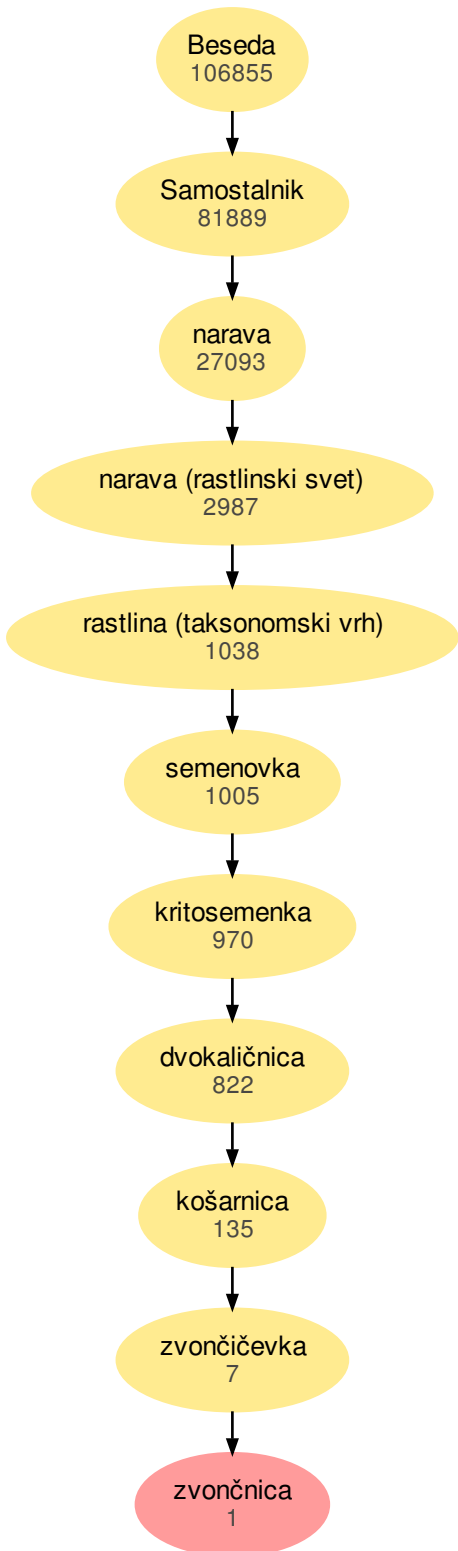 Beseda
106855
Samostalnik
81889
narava
27093
narava (rastlinski svet)
2987
rastlina (taksonomski vrh)
1038
semenovka
1005
kritosemenka
970
dvokaličnica
822
košarnica
135
zvončičevka
7
zvončnica
1